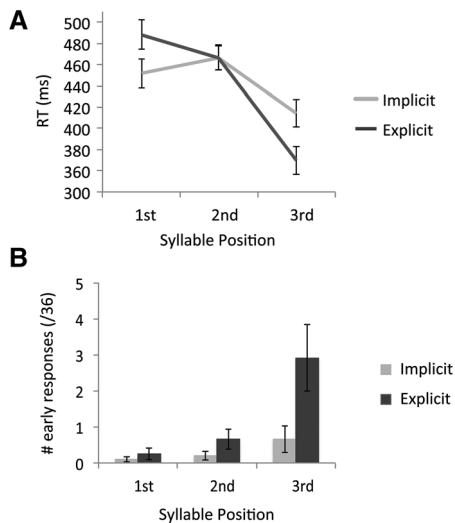 A
500
480
460
440
420
400
380
360
340
320
300
RT (ms)
1st 2nd 3rd
Syllable Position
Implicit
Explicit
B
5
4
3
2
1
0
# early responses (/36)
1st 2nd 3rd
Syllable Position
Implicit
Explicit